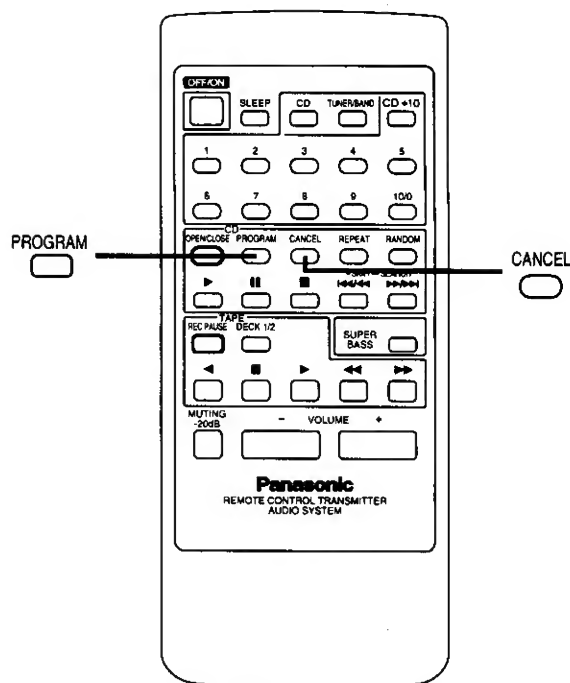 OFF/ON
SLEEP CD TUNER/BAND CD +10
1 2 3 4 5
6 7 8 9 10/0
CD
OPEN/CLOSE PROGRAM CANCEL REPEAT RANDOM
SKIP SEARCH
TAPE
REC PAUSE DECK 1/2
SUPER
BASS
MUTING
-20dB
- VOLUME +
Panasonic
REMOTE CONTROL TRANSMITTER
AUDIO SYSTEM
PROGRAM
CANCEL